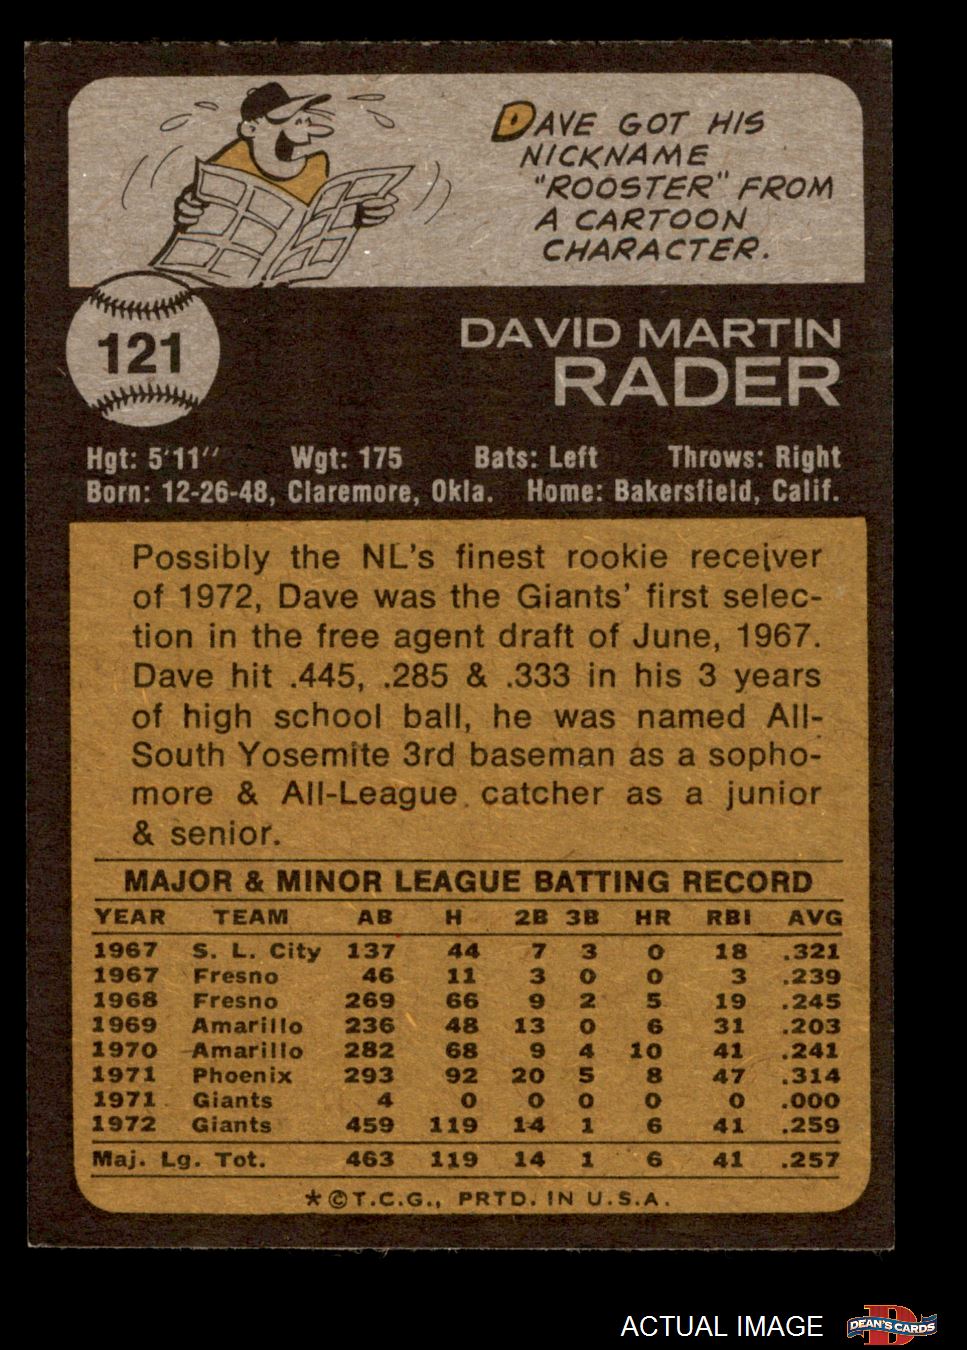 DAVE GOT HIS
NICKNAME
"ROOSTER" FROM
A CARTOON
CHARACTER.
121
DAVID MARTIN
RADER
Hgt: 5'11" Wgt: 175 Bats: Left Throws: Right
Born: 12-26-48, Claremore, Okla. Home: Bakersfield, Calif.
Possibly the NL's finest rookie receiver
of 1972, Dave was the Giants' first selec-
tion in the free agent draft of June, 1967.
Dave hit .445, .285 & .333 in his 3 years
of high school ball, he was named All-
South Yosemite 3rd baseman as a sopho-
more & All-League catcher as a junior
& senior.
MAJOR & MINOR LEAGUE BATTING RECORD
YEAR TEAM AB H 2B 3B HR RBI AVG
1967 S. L. City 137 44 7 3 0 18 .321
1967 Fresno 46 11 3 0 0 3 .239
1968 Fresno 269 66 9 2 5 19 .245
1969 Amarillo 236 48 13 0 6 31 .203
1970 Amarillo 282 68 9 4 10 41 .241
1971 Phoenix 293 92 20 5 8 47 .314
1971 Giants 4 0 0 0 0 0 .000
1972 Giants 459 119 14 1 6 41 .259
Maj. Lg. Tot. 463 119 14 1 6 41 .257
*©T.C.G., PRTD. IN U.S.A.
ACTUAL IMAGE
DEAN'S CARDS